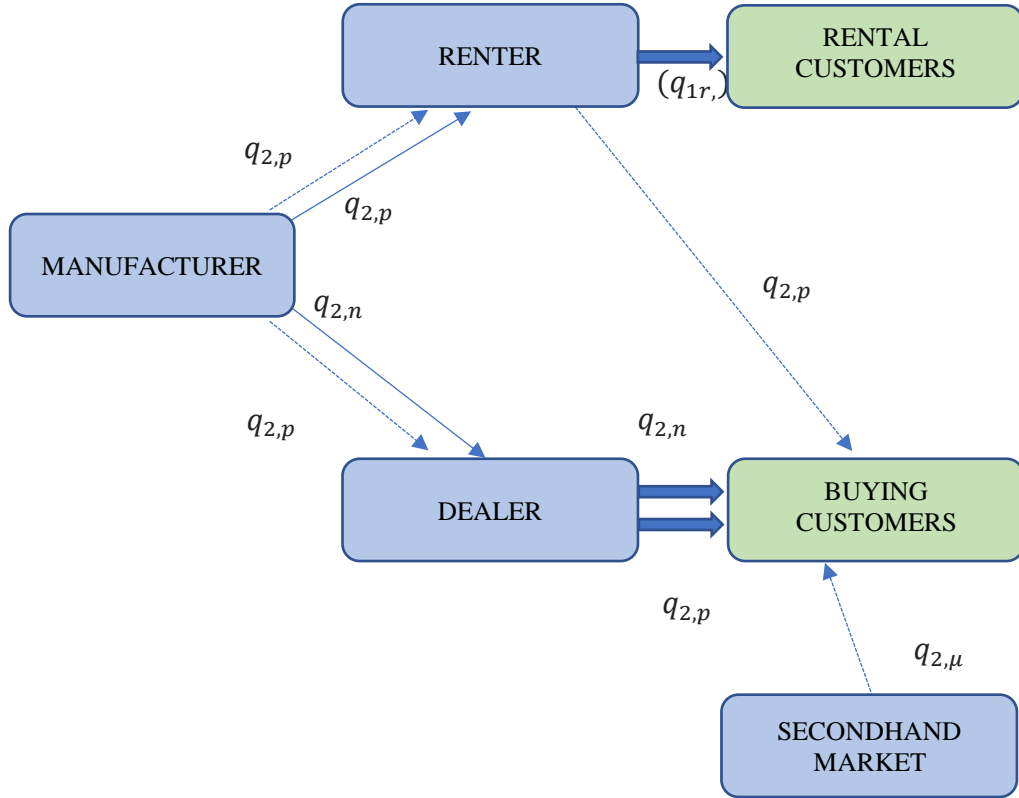 RENTER
RENTAL
CUSTOMERS
(q₁ᵣ,)
q₂,ₚ
q₂,ₚ
MANUFACTURER
q₂,ₚ
q₂,ₙ
q₂,ₚ
q₂,ₙ
DEALER
BUYING
CUSTOMERS
q₂,ₚ
q₂,μ
SECONDHAND
MARKET